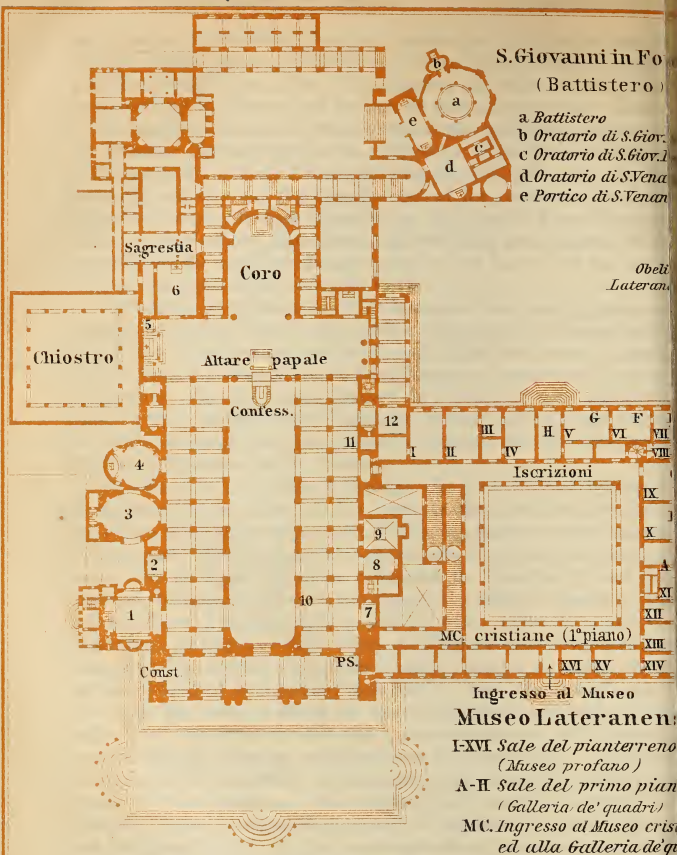 S. Giovanni in Fo
(Battistero)
a Battistero
b Oratorio di S. Giov.
c Oratorio di S. Giov. 
d Oratorio di S. Vena
e Portico di S. Venan
b
a
e
c
d
Obeli
Lateran
Sagrestia
6
Coro
5
Chiostro
Altare papale
Confess.
12
11
I
II
III
IV
H
G
V
F
VI
VII
VIII
Iscrizioni
IX
X
A
XI
XII
XIII
XIV
4
3
2
1
9
8
7
10
MC. cristiane (1º piano)
XVI XV
Const.
PS.
Ingresso al Museo
Museo Lateranen
I-XVI Sale del pianterreno
(Museo profano)
A-H Sale del primo pian
(Galleria de' quadri)
MC. Ingresso al Museo cris
ed alla Galleria de' q